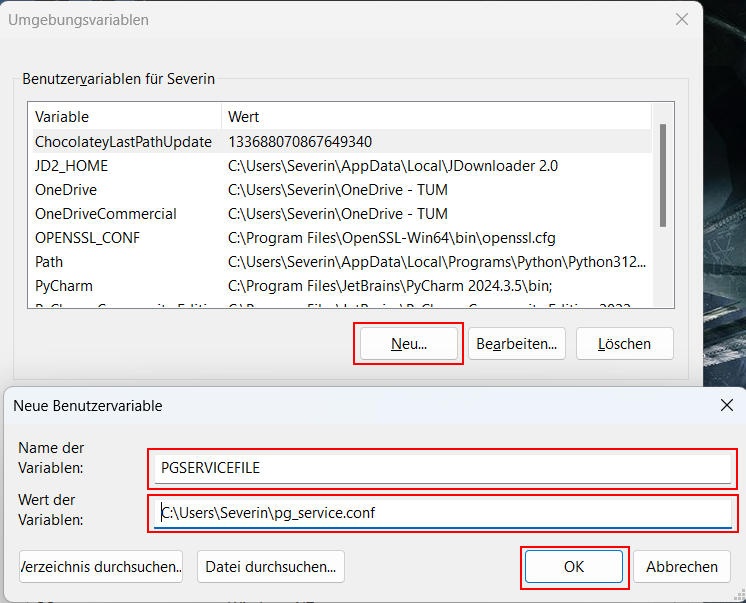 Umgebungsvariablen
Benutzervariablen für Severin
Variable Wert
ChocolateyLastPathUpdate 133688070867649340
JD2_HOME C:\Users\Severin\AppData\Local\JDownloader 2.0
OneDrive C:\Users\Severin\OneDrive - TUM
OneDriveCommercial C:\Users\Severin\OneDrive - TUM
OPENSSL_CONF C:\Program Files\OpenSSL-Win64\bin\openssl.cfg
Path C:\Users\Severin\AppData\Local\Programs\Python\Python312...
PyCharm C:\Program Files\JetBrains\PyCharm 2024.3.5\bin;
Neu... Bearbeiten... Löschen
Neue Benutzervariable
Name der
Variablen:
PGSERVICEFILE
Wert der
Variablen:
C:\Users\Severin\pg_service.conf
Verzeichnis durchsuchen.. Datei durchsuchen... OK Abbrechen